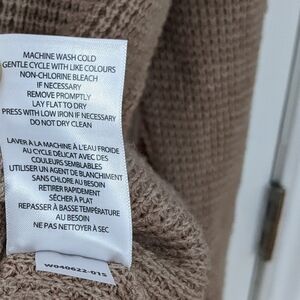 MACHINE WASH COLD
GENTLE CYCLE WITH LIKE COLOURS
NON-CHLORINE BLEACH
IF NECESSARY
REMOVE PROMPTLY
LAY FLAT TO DRY
PRESS WITH LOW IRON IF NECESSARY
DO NOT DRY CLEAN
LAVER À LA MACHINE À L'EAU FROIDE
AU CYCLE DÉLICAT AVEC DES
COULEURS SEMBLABLES
UTILISER UN AGENT DE BLANCHIMENT
SANS CHLORE AU BESOIN
RETIRER RAPIDEMENT
SÉCHER À PLAT
REPASSER À BASSE TEMPÉRATURE
AU BESOIN
NE PAS NETTOYER À SEC
W040622-01S